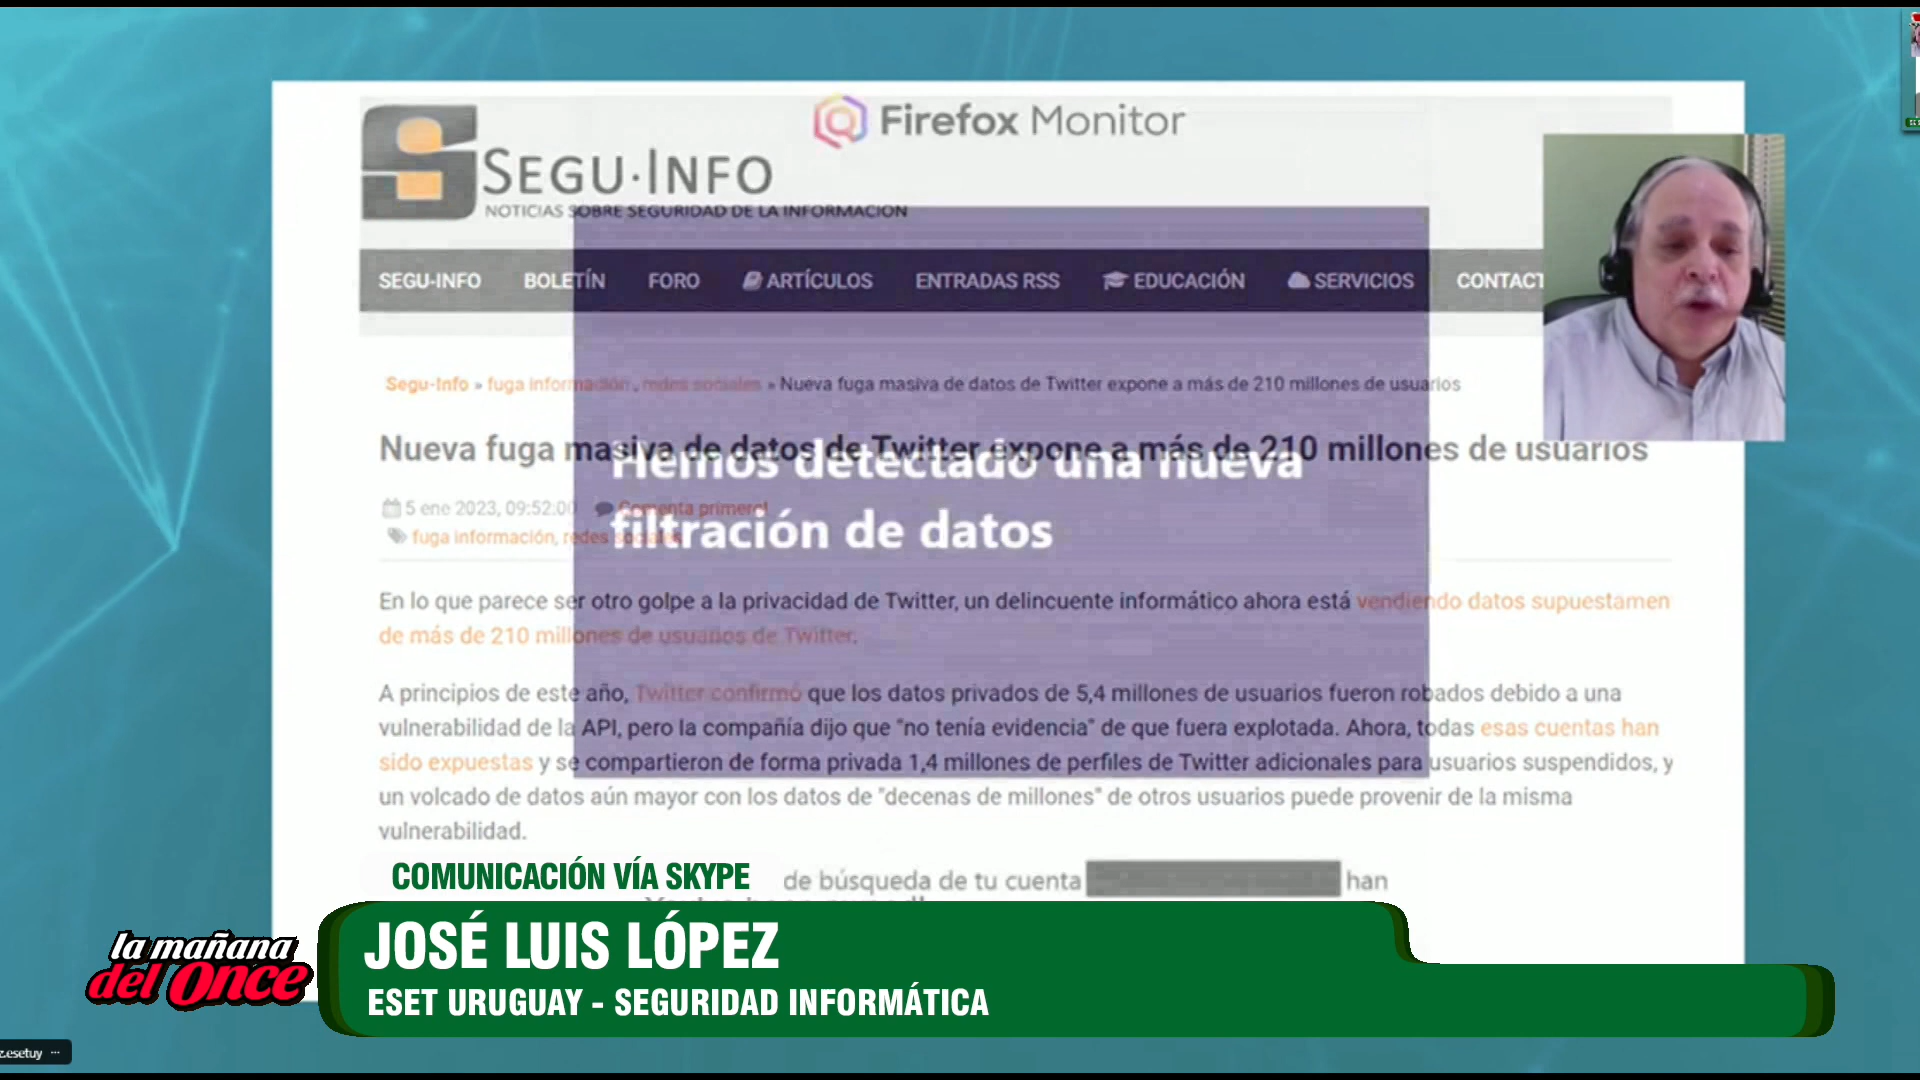 Firefox Monitor
SEGU·INFO
NOTICIAS SOBRE SEGURIDAD DE LA INFORMACION
SEGU-INFO BOLETÍN FORO ARTÍCULOS ENTRADAS RSS EDUCACIÓN SERVICIOS CONTACT
Segu-Info » fuga información , redes sociales » Nueva fuga masiva de datos de Twitter expone a más de 210 millones de usuarios
Nueva fuga masiva de datos de Twitter expone a más de 210 millones de usuarios
Hemos detectado una nueva
filtración de datos
5 ene 2023, 09:52:00 Comenta primero!
fuga información, redes sociales
En lo que parece ser otro golpe a la privacidad de Twitter, un delincuente informático ahora está vendiendo datos supuestamen
de más de 210 millones de usuarios de Twitter.
A principios de este año, Twitter confirmó que los datos privados de 5,4 millones de usuarios fueron robados debido a una
vulnerabilidad de la API, pero la compañía dijo que "no tenía evidencia" de que fuera explotada. Ahora, todas esas cuentas han
sido expuestas y se compartieron de forma privada 1,4 millones de perfiles de Twitter adicionales para usuarios suspendidos, y
un volcado de datos aún mayor con los datos de "decenas de millones" de otros usuarios puede provenir de la misma
vulnerabilidad.
de búsqueda de tu cuenta han
COMUNICACIÓN VÍA SKYPE
JOSÉ LUIS LÓPEZ
ESET URUGUAY - SEGURIDAD INFORMÁTICA
la mañana
del Once
z.esetuy ...